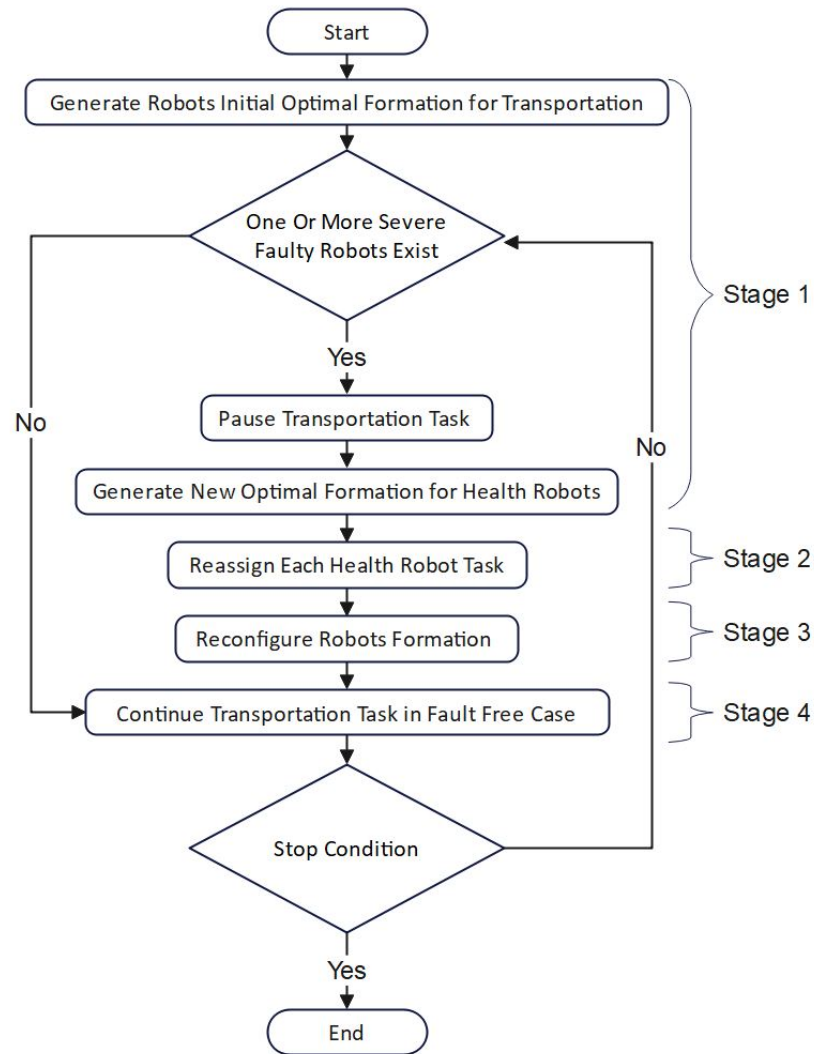 Start
Generate Robots Initial Optimal Formation for Transportation
One Or More Severe
Faulty Robots Exist
Stage 1
Yes
No
Pause Transportation Task
No
Generate New Optimal Formation for Health Robots
Reassign Each Health Robot Task
Stage 2
Reconfigure Robots Formation
Stage 3
Continue Transportation Task in Fault Free Case
Stage 4
Stop Condition
Yes
End